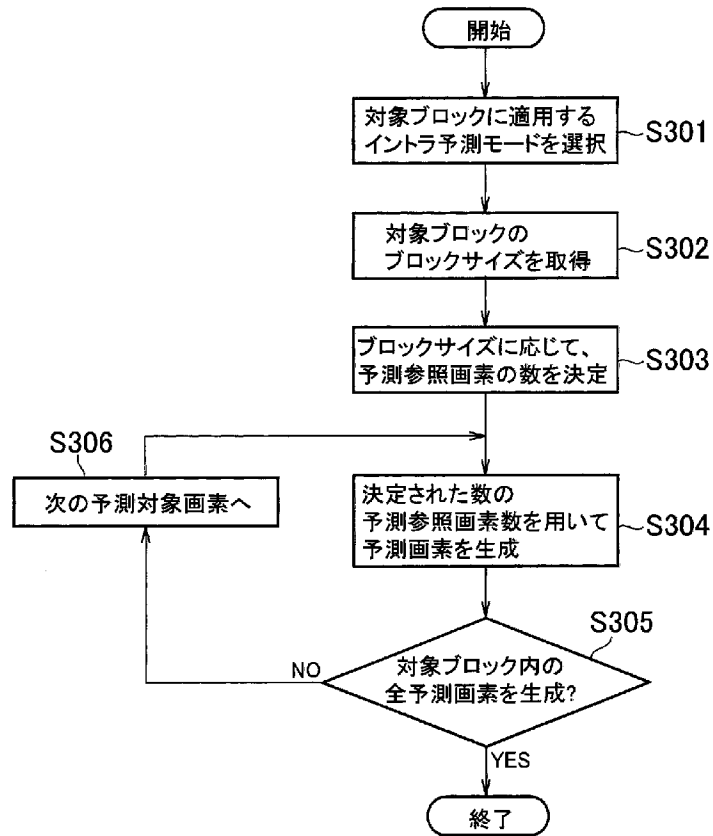 開始
対象ブロックに適用する
イントラ予測モードを選択
S301
対象ブロックの
ブロックサイズを取得
S302
ブロックサイズに応じて、
予測参照画素の数を決定
S303
S306
次の予測対象画素へ
決定された数の
予測参照画素数を用いて
予測画素を生成
S304
S305
対象ブロック内の
全予測画素を生成?
NO
YES
終了